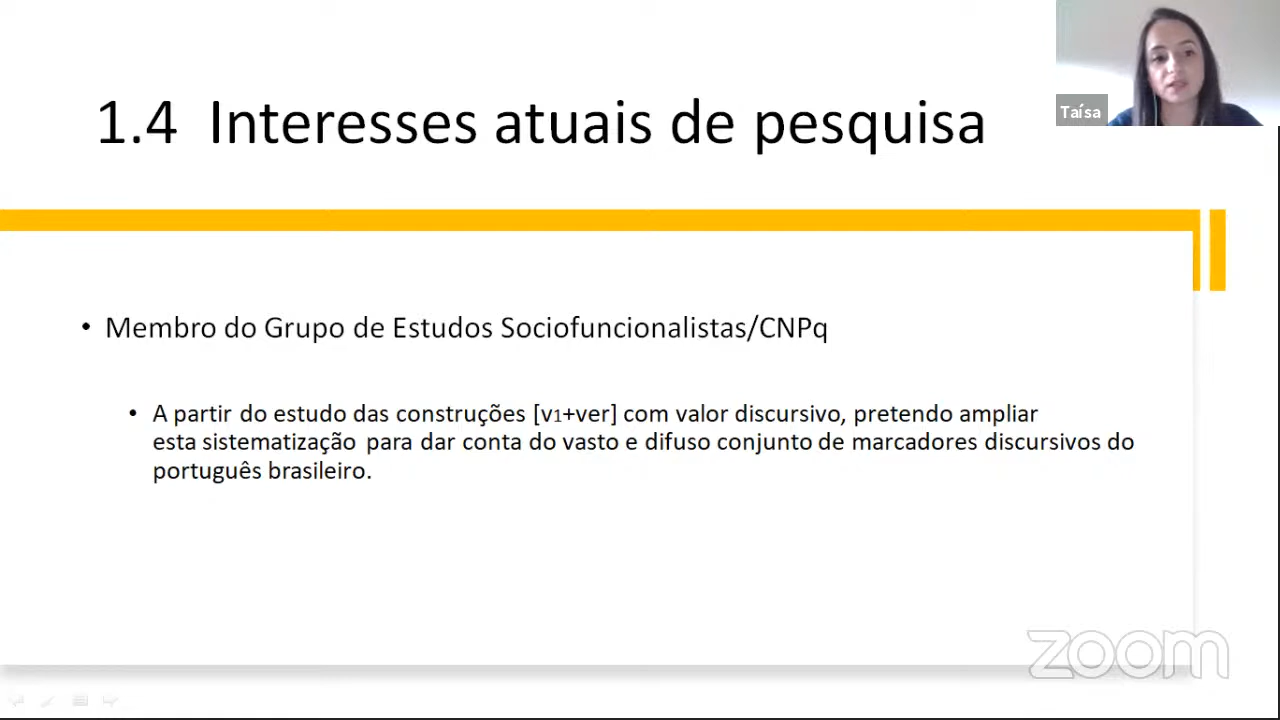 1.4 Interesses atuais de pesquisa
Taísa
• Membro do Grupo de Estudos Sociofuncionalistas/CNPq
• A partir do estudo das construções [v1+ver] com valor discursivo, pretendo ampliar
esta sistematização para dar conta do vasto e difuso conjunto de marcadores discursivos do
português brasileiro.
zoom